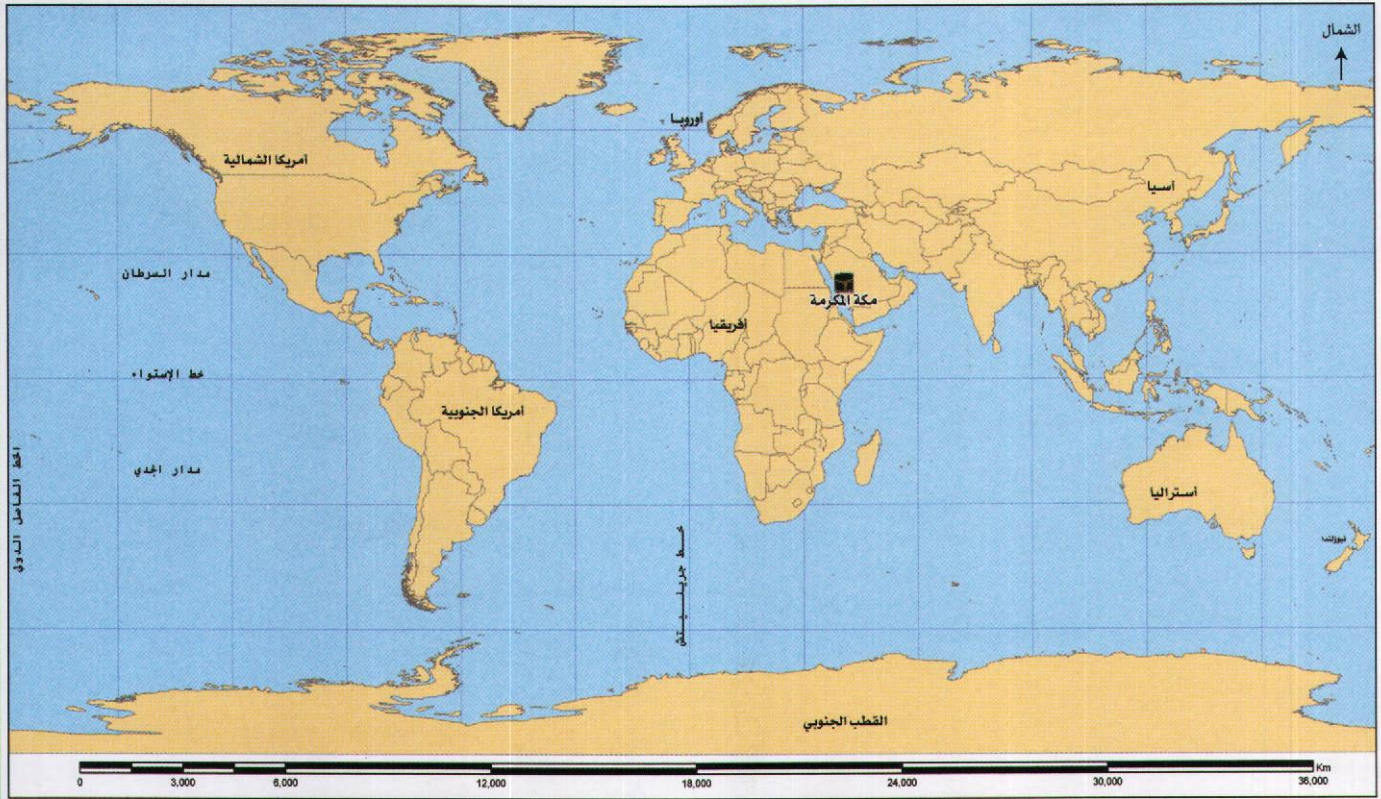 الشمال
أوروبا
أمريكا الشمالية
آسيا
مدار السرطان
مكة المكرمة
أفريقيا
خط الإستواء
أمريكا الجنوبية
مدار الجدي
أستراليا
الخط الفاصل الدولي
خط جرينيتش
نيوزلندا
القطب الجنوبي
0 3,000 6,000 12,000 18,000 24,000 30,000 36,000 Km